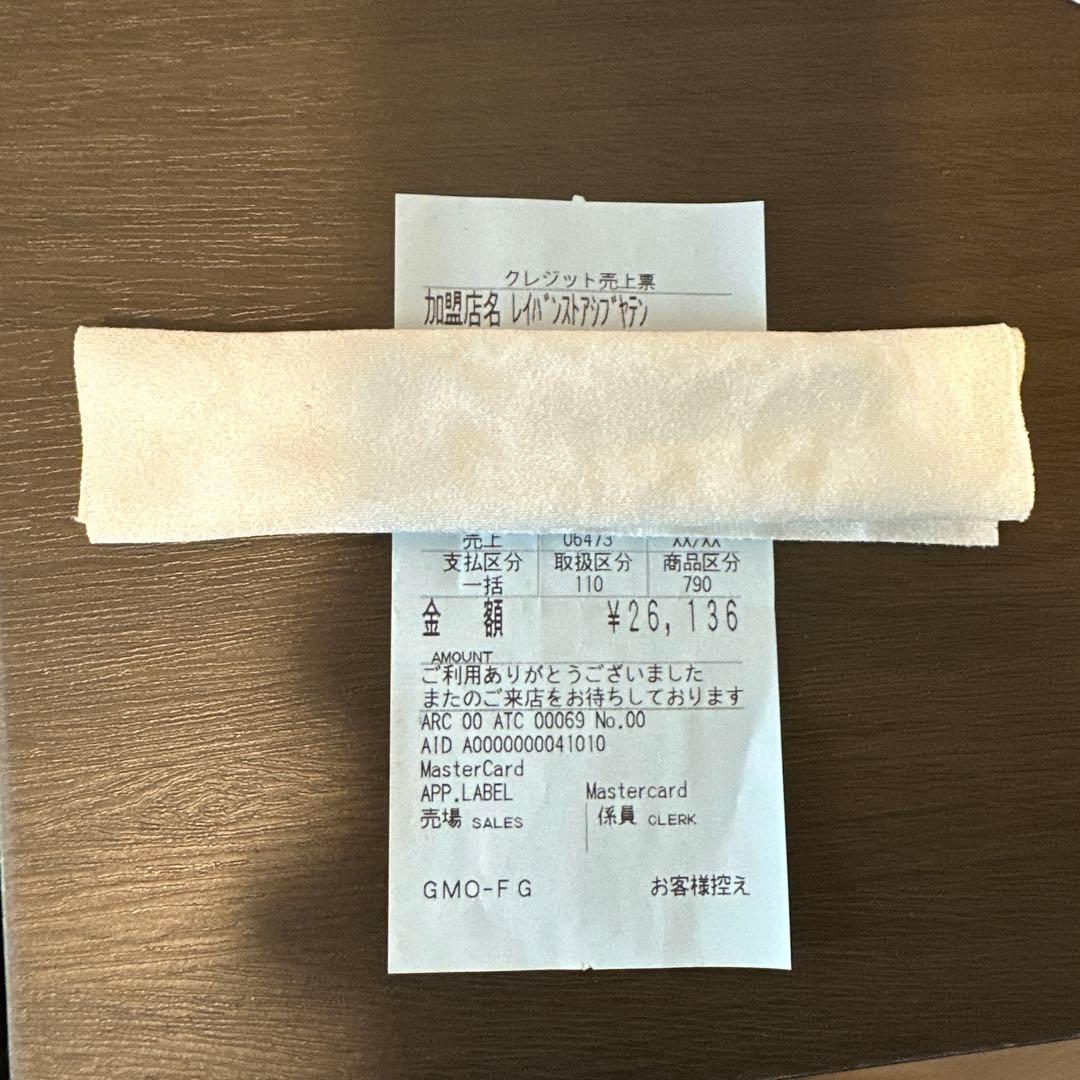 クレジット売上票
加盟店名 レイバンストアシブヤテン
売上 06473 XX/XX
支払区分 取扱区分 商品区分
一括 110 790
金 額 ¥26,136
AMOUNT
ご利用ありがとうございました
またのご来店をお待ちしております
ARC 00 ATC 00069 No.00
AID A0000000041010
MasterCard
APP.LABEL Mastercard
売場 SALES 係員 CLERK
GMO-FG お客様控え